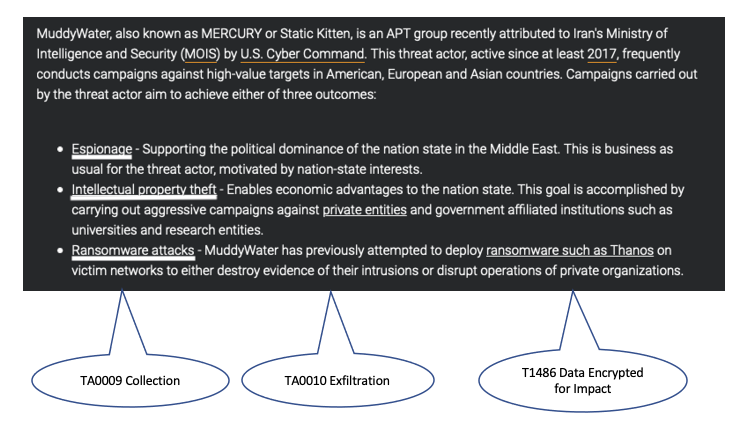 MuddyWater, also known as MERCURY or Static Kitten, is an APT group recently attributed to Iran's Ministry of
Intelligence and Security (MOIS) by U.S. Cyber Command. This threat actor, active since at least 2017, frequently
conducts campaigns against high-value targets in American, European and Asian countries. Campaigns carried out
by the threat actor aim to achieve either of three outcomes:
• Espionage - Supporting the political dominance of the nation state in the Middle East. This is business as
usual for the threat actor, motivated by nation-state interests.
• Intellectual property theft - Enables economic advantages to the nation state. This goal is accomplished by
carrying out aggressive campaigns against private entities and government affiliated institutions such as
universities and research entities.
• Ransomware attacks - MuddyWater has previously attempted to deploy ransomware such as Thanos on
victim networks to either destroy evidence of their intrusions or disrupt operations of private organizations.
TA0009 Collection
TA0010 Exfiltration
T1486 Data Encrypted
for Impact